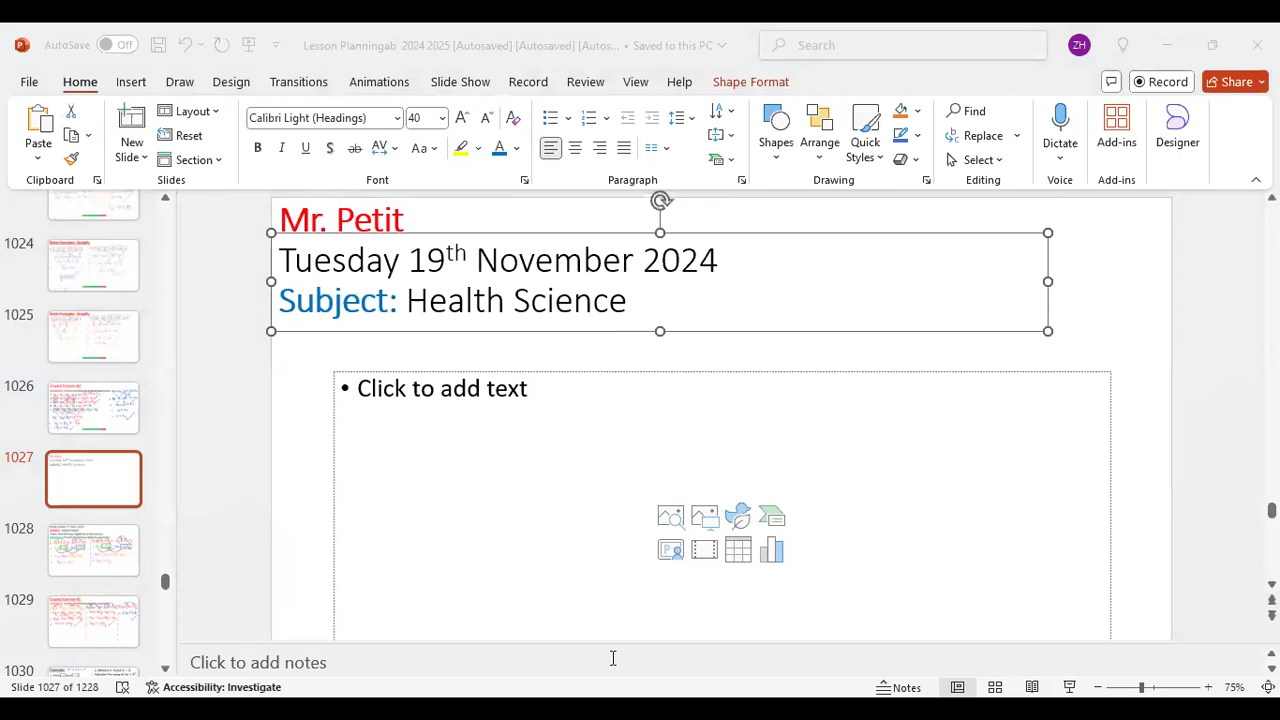 AutoSave Off Lesson Planningab 2024 2025 [Autosaved] [Autosaved] [Autos... • Saved to this PC Search ZH
File Home Insert Draw Design Slide Show Transitions Animations Record Review View Help Shape Format Record Share
Paste New Slide Layout Reset Section Calibri Light (Headings) 40 Shapes Arrange Quick Styles Find Replace Select Dictate Add-ins Designer
Clipboard Slides Font Paragraph Drawing Editing Voice Add-ins
Mr. Petit
Tuesday 19th November 2024
Subject: Health Science
• Click to add text
1024
1025
1026
1027
1028
1029
1030
Click to add notes
Slide 1027 of 1228 Accessibility: Investigate Notes 75%